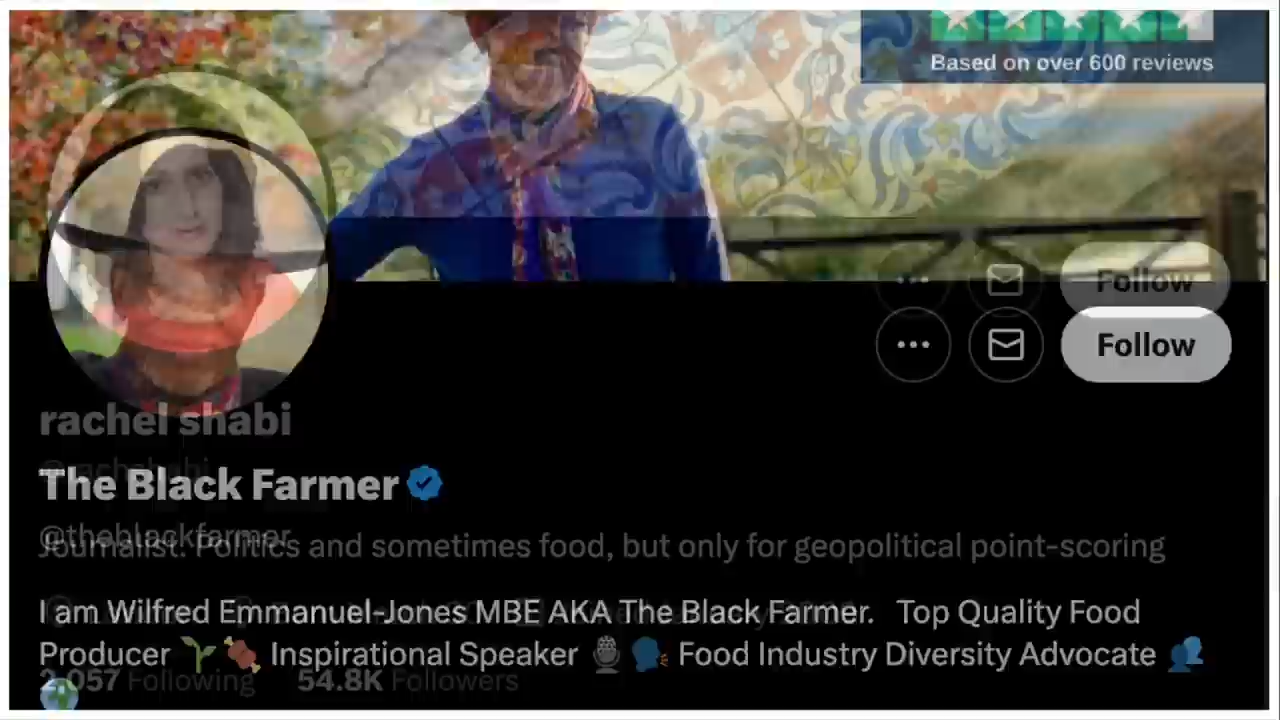 Based on over 600 reviews
Follow
Follow
rachel shabi
@rachshabi
The Black Farmer
@theblackfarmer
Journalist. Politics and sometimes food, but only for geopolitical point-scoring
I am Wilfred Emmanuel-Jones MBE AKA The Black Farmer. Top Quality Food
Producer Inspirational Speaker Food Industry Diversity Advocate
2,057 Following 54.8K Followers